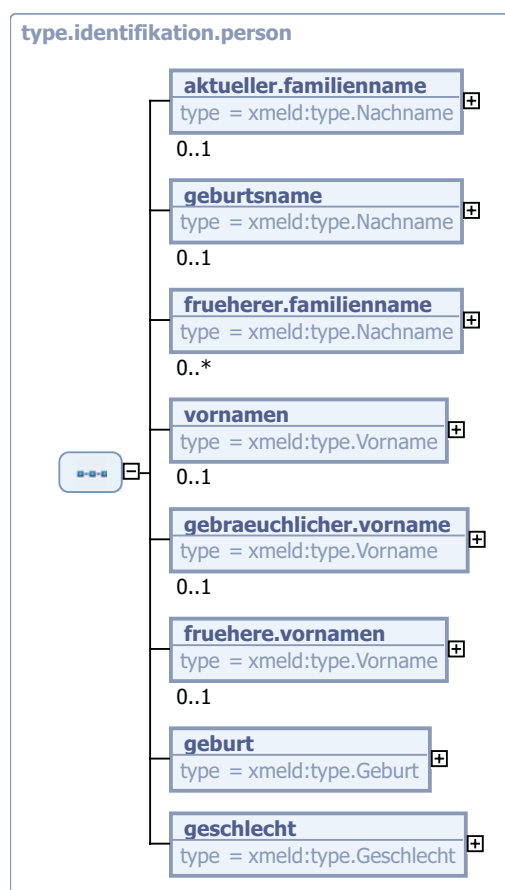 type.identifikation.person
aktueller.familienname
type = xmeld:type.Nachname
0..1
geburtsname
type = xmeld:type.Nachname
0..1
frueherer.familienname
type = xmeld:type.Nachname
0..*
vornamen
type = xmeld:type.Vorname
0..1
gebraeuchlicher.vorname
type = xmeld:type.Vorname
0..1
fruehere.vornamen
type = xmeld:type.Vorname
0..1
geburt
type = xmeld:type.Geburt
geschlecht
type = xmeld:type.Geschlecht